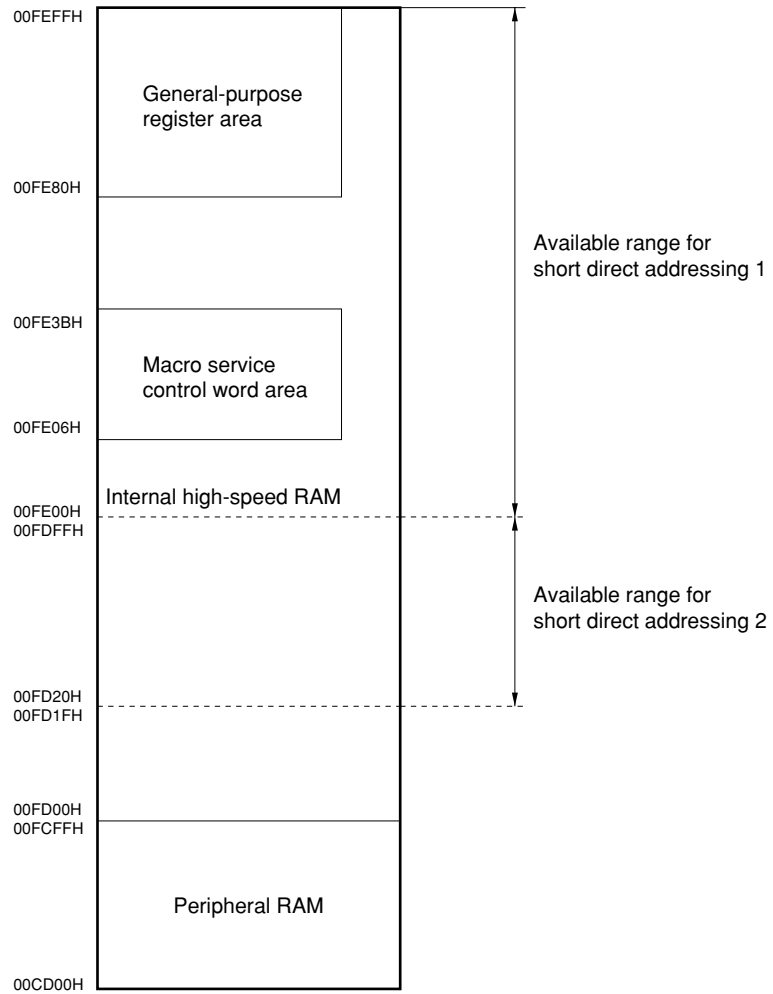 00FEFFH
General-purpose
register area
00FE80H
Available range for
short direct addressing 1
00FE3BH
Macro service
control word area
00FE06H
Internal high-speed RAM
00FE00H
00FDFFH
Available range for
short direct addressing 2
00FD20H
00FD1FH
00FD00H
00FCFFH
Peripheral RAM
00CD00H